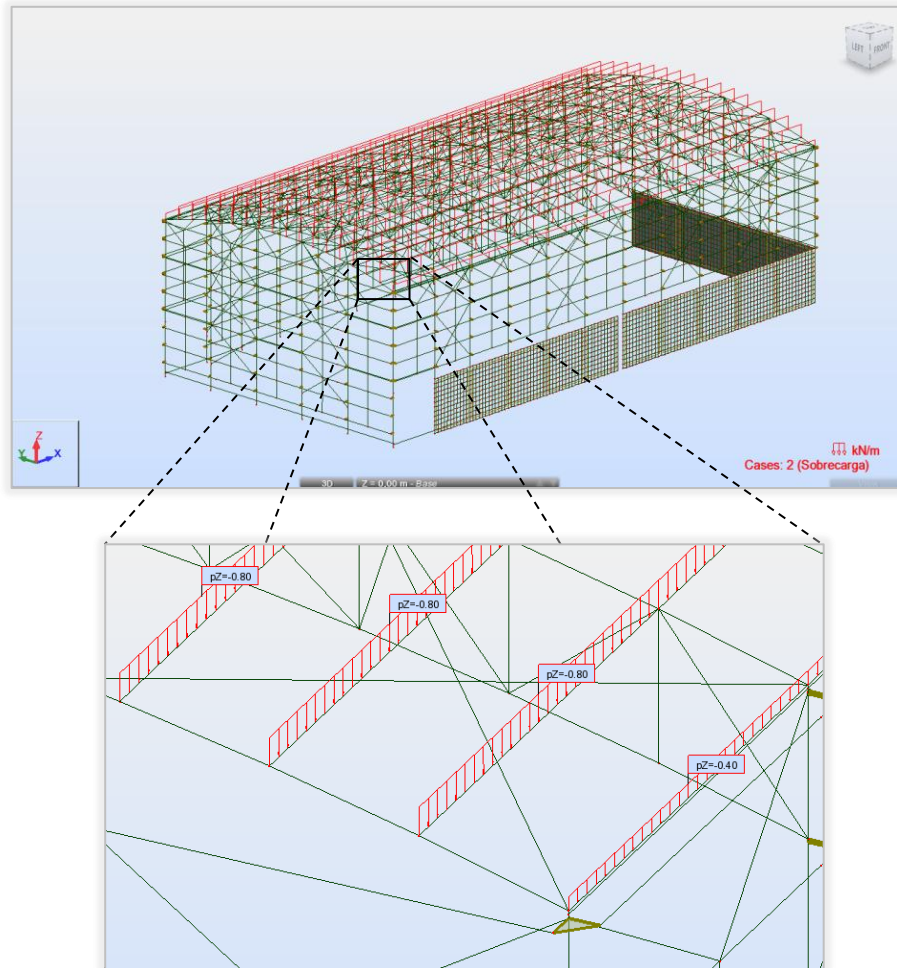 LEFT
FRONT
Z
Y
X
kN/m
Cases: 2 (Sobrecarga)
3D
Z = 0,00 m - Base
pZ=-0.80
pZ=-0.80
pZ=-0.80
pZ=-0.40